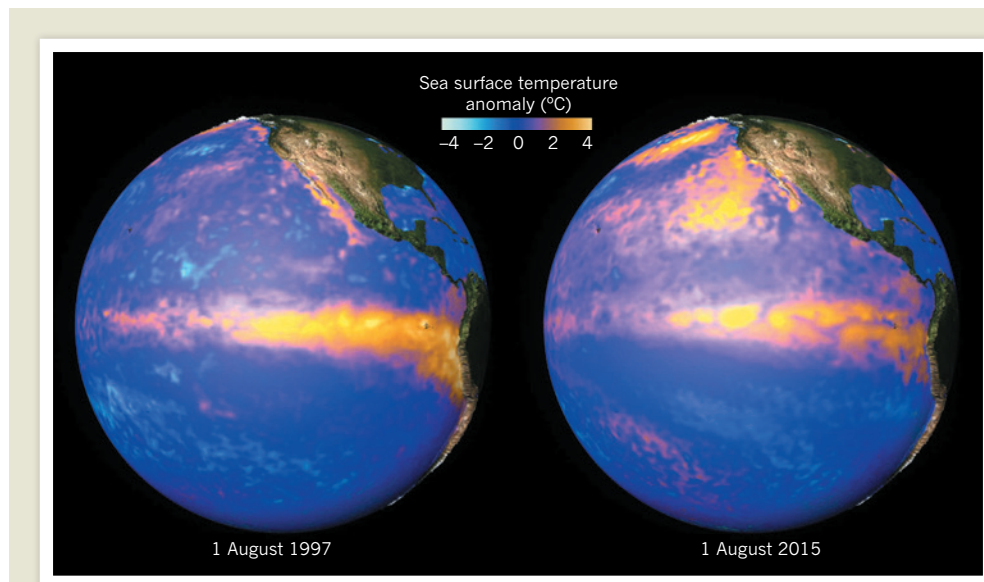 Sea surface temperature
anomaly (ºC)
–4 –2 0 2 4
1 August 1997
1 August 2015